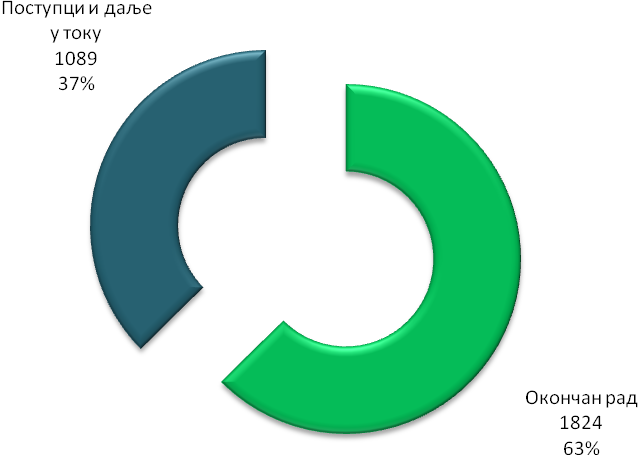 Поступци и даље
у току
1089
37%
Окончан рад
1824
63%